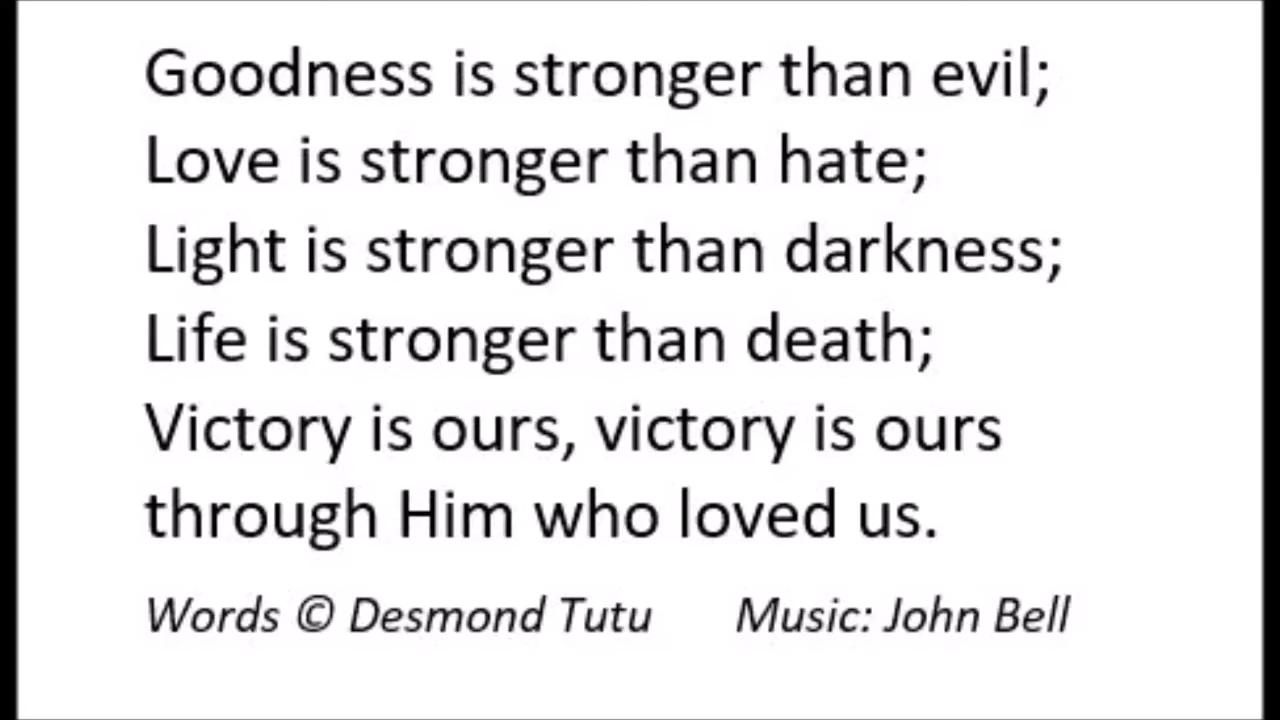 Goodness is stronger than evil;
Love is stronger than hate;
Light is stronger than darkness;
Life is stronger than death;
Victory is ours, victory is ours
through Him who loved us.
Words © Desmond Tutu Music: John Bell